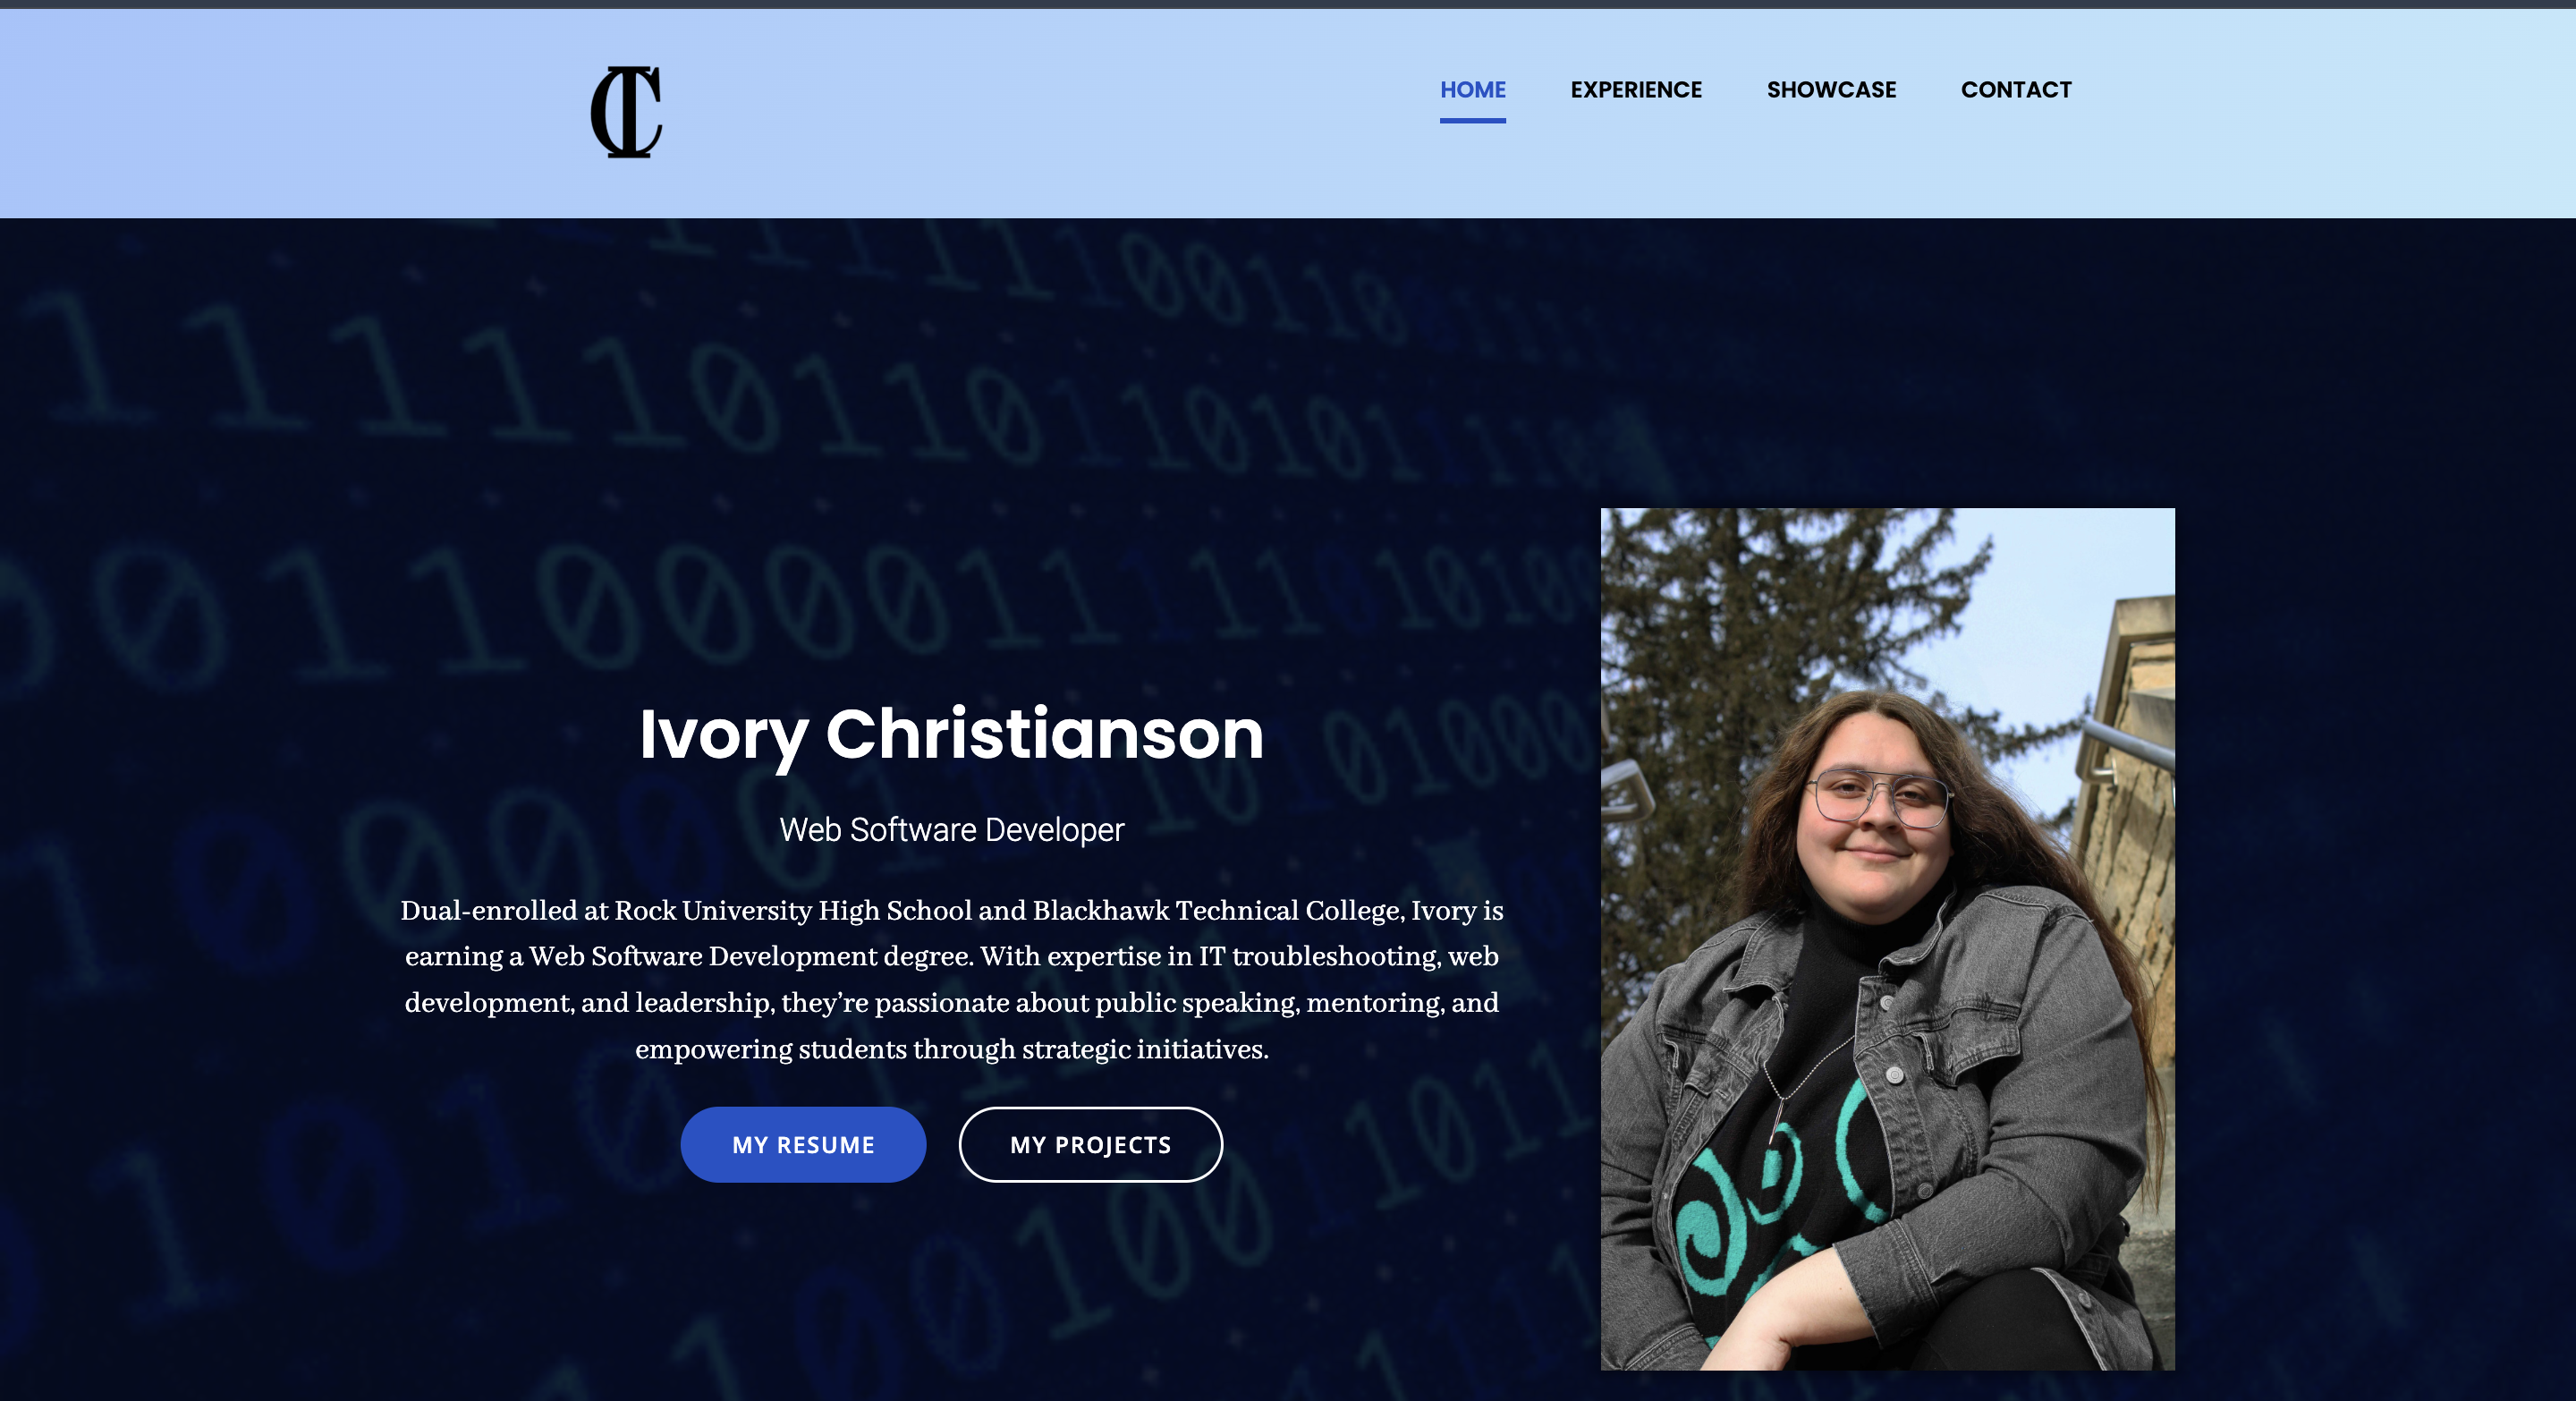 IC
HOME EXPERIENCE SHOWCASE CONTACT
Ivory Christianson
Web Software Developer
Dual-enrolled at Rock University High School and Blackhawk Technical College, Ivory is
earning a Web Software Development degree. With expertise in IT troubleshooting, web
development, and leadership, they’re passionate about public speaking, mentoring, and
empowering students through strategic initiatives.
MY RESUME MY PROJECTS